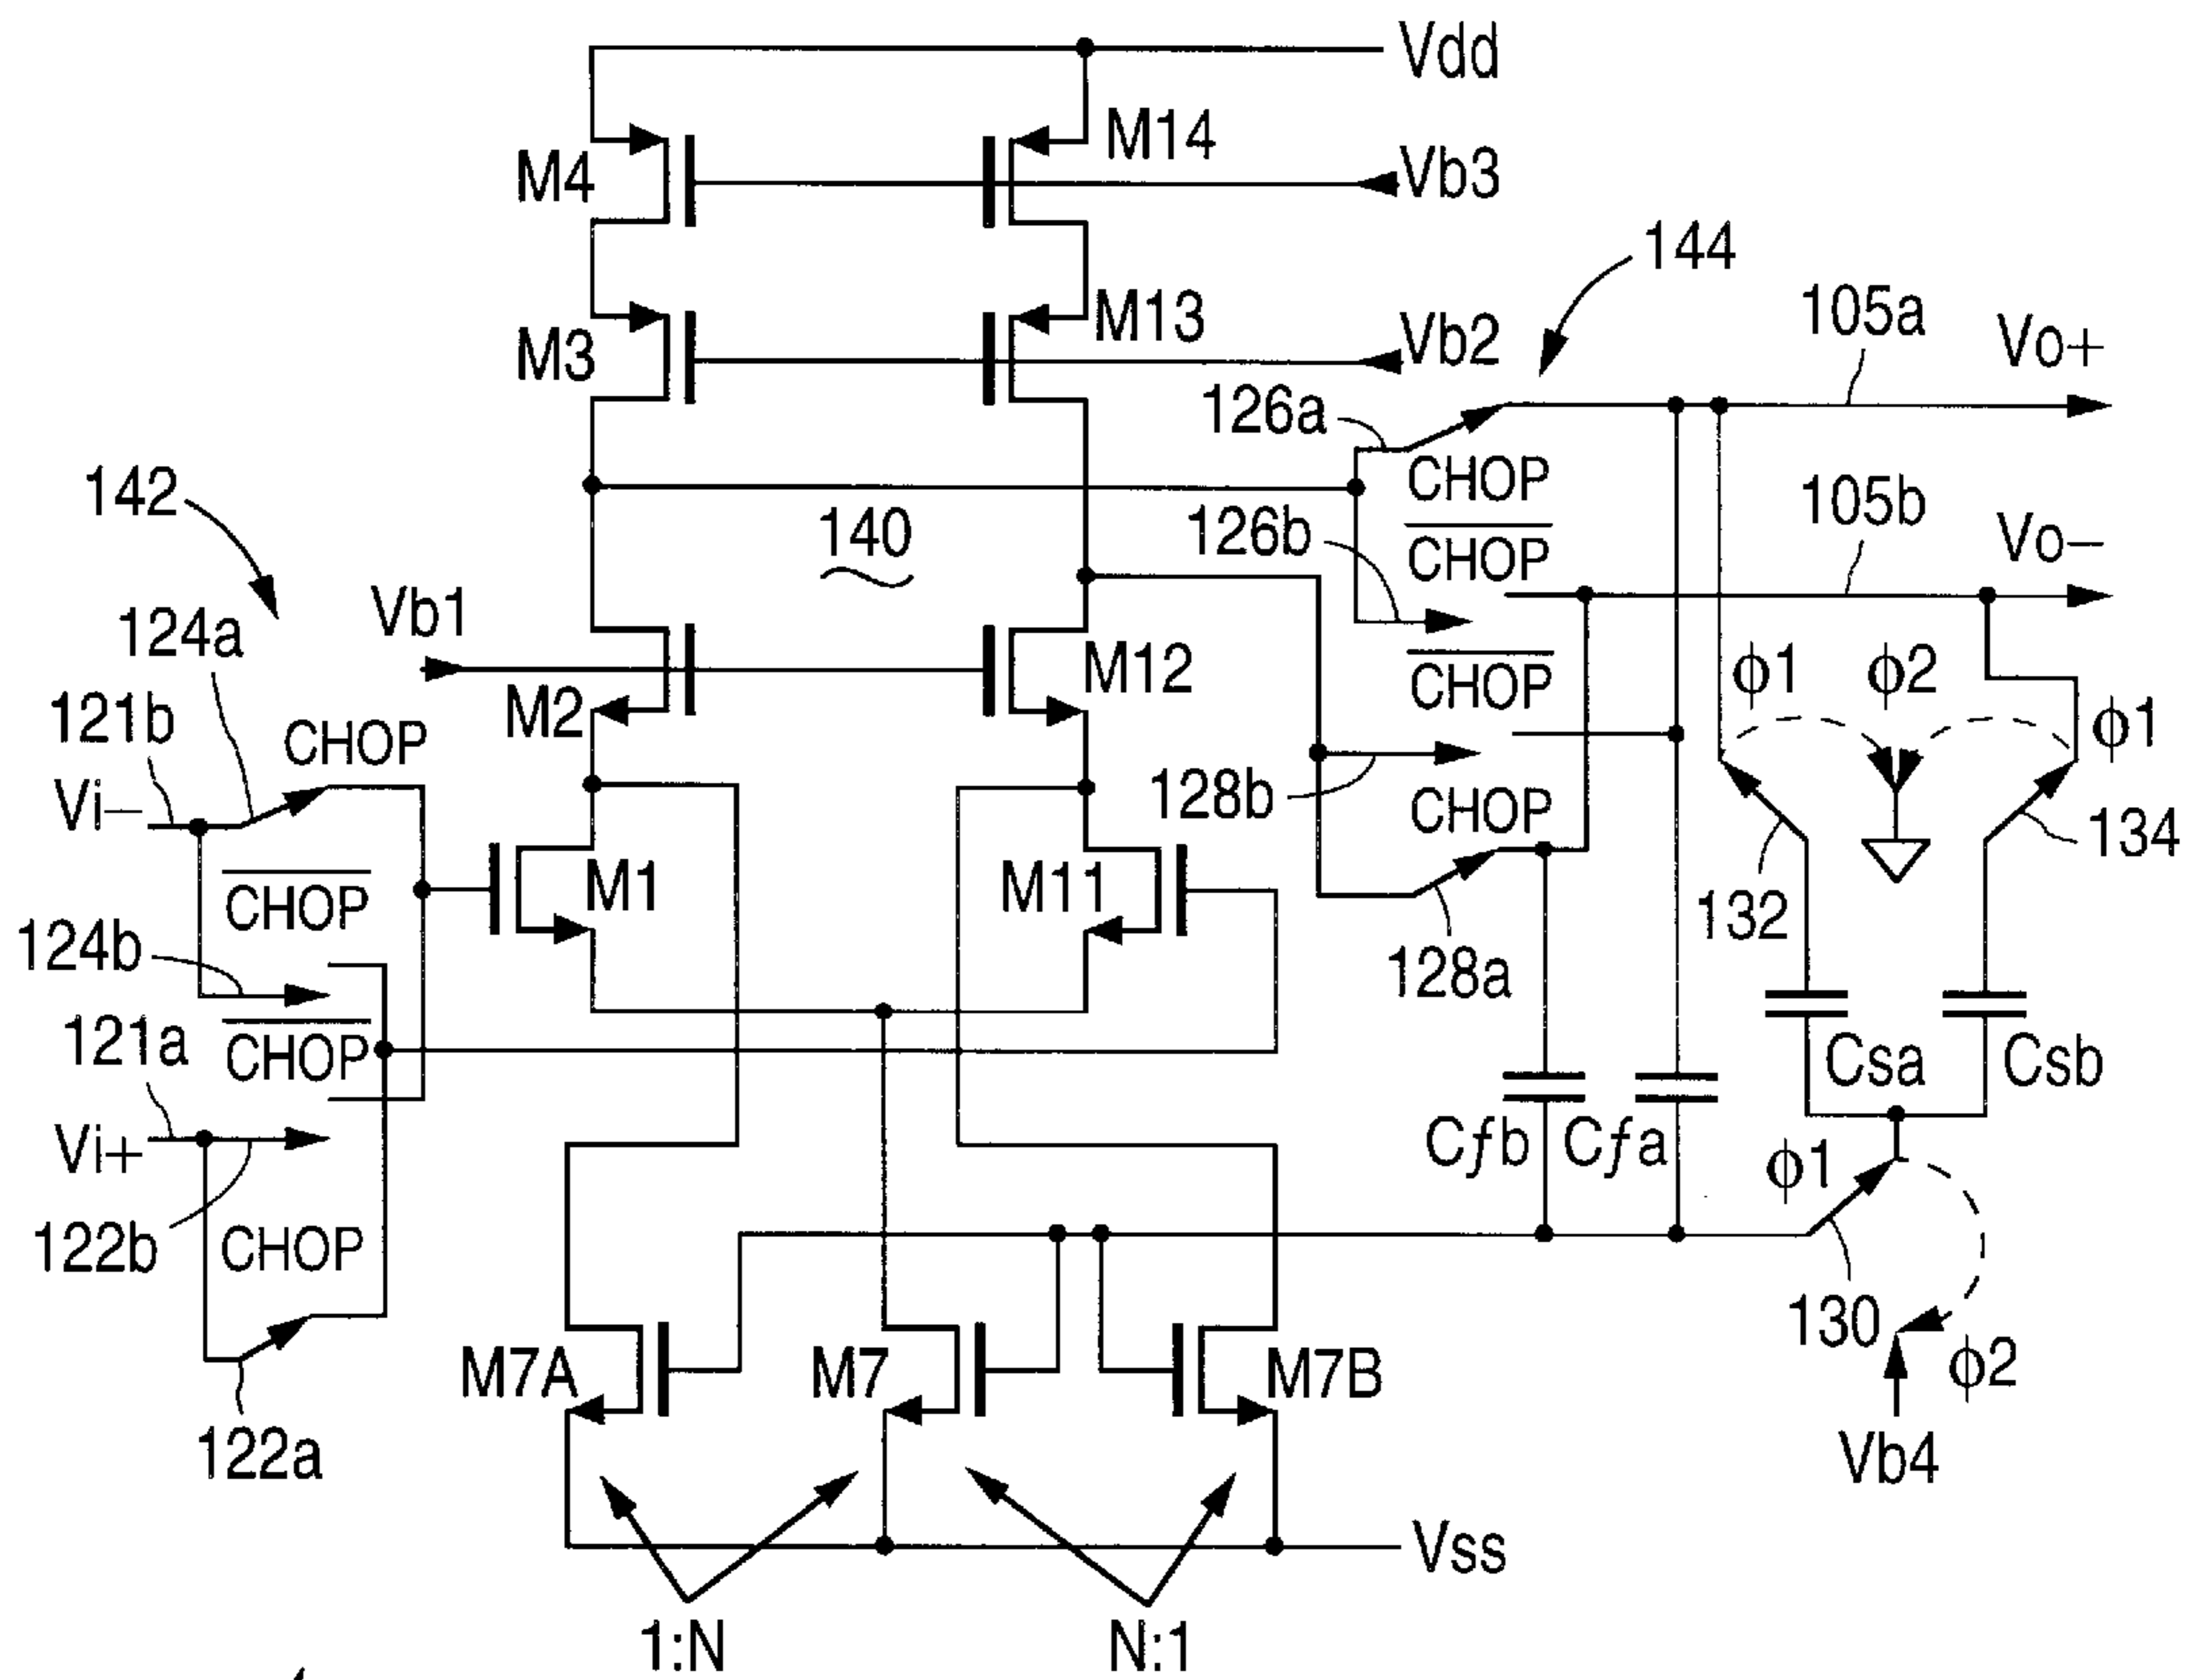 Vdd
M4
M14
Vb3
M3
M13
Vb2
144
105a
Vo+
126a
CHOP
142
140
126b
CHOP
105b
Vo−
124a
Vb1
M2
M12
CHOP
ϕ1
ϕ2
ϕ1
121b
CHOP
Vi−
128b
CHOP
134
CHOP
M1
M11
132
124b
128a
121a
CHOP
Csa
Csb
Vi+
Cfb
Cfa
ϕ1
122b
CHOP
130
M7A
M7
M7B
ϕ2
122a
Vb4
Vss
1:N
N:1